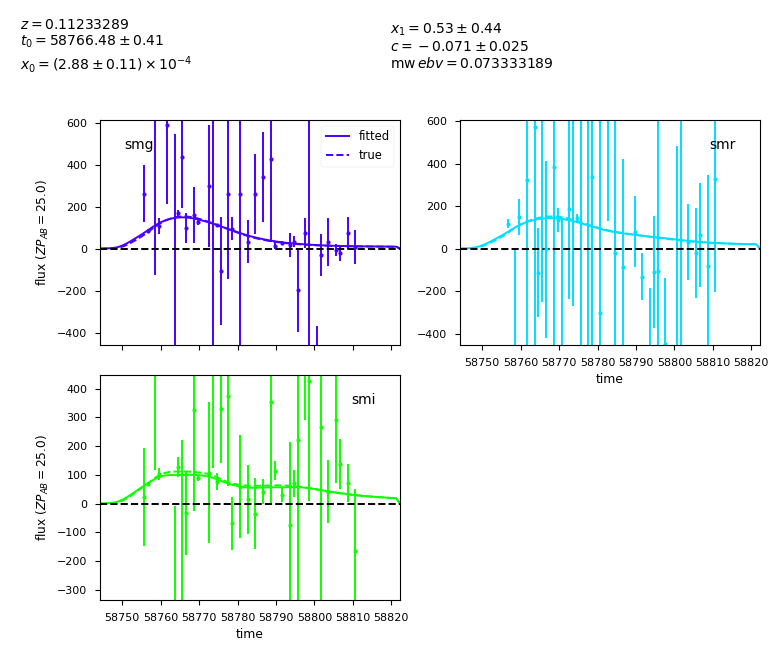 z = 0.11233289
t₀ = 58766.48 ± 0.41
x₀ = (2.88 ± 0.11) × 10⁻⁴
x₁ = 0.53 ± 0.44
c = −0.071 ± 0.025
mw ebv = 0.073333189
smg
fitted
true
600
400
200
0
−200
−400
flux (ZP_AB = 25.0)
smr
600
400
200
0
−200
−400
58750 58760 58770 58780 58790 58800 58810 58820
time
smi
400
300
200
100
0
−100
−200
−300
flux (ZP_AB = 25.0)
58750 58760 58770 58780 58790 58800 58810 58820
time